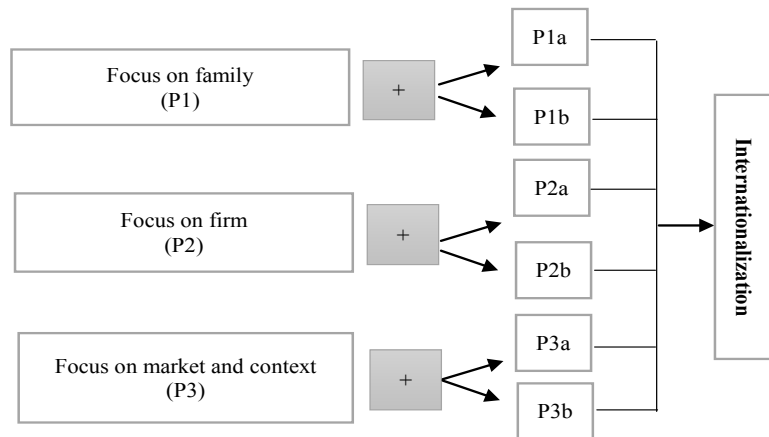 Focus on family
(P1)
+
P1a
P1b
Focus on firm
(P2)
+
P2a
P2b
Focus on market and context
(P3)
+
P3a
P3b
Internationalization